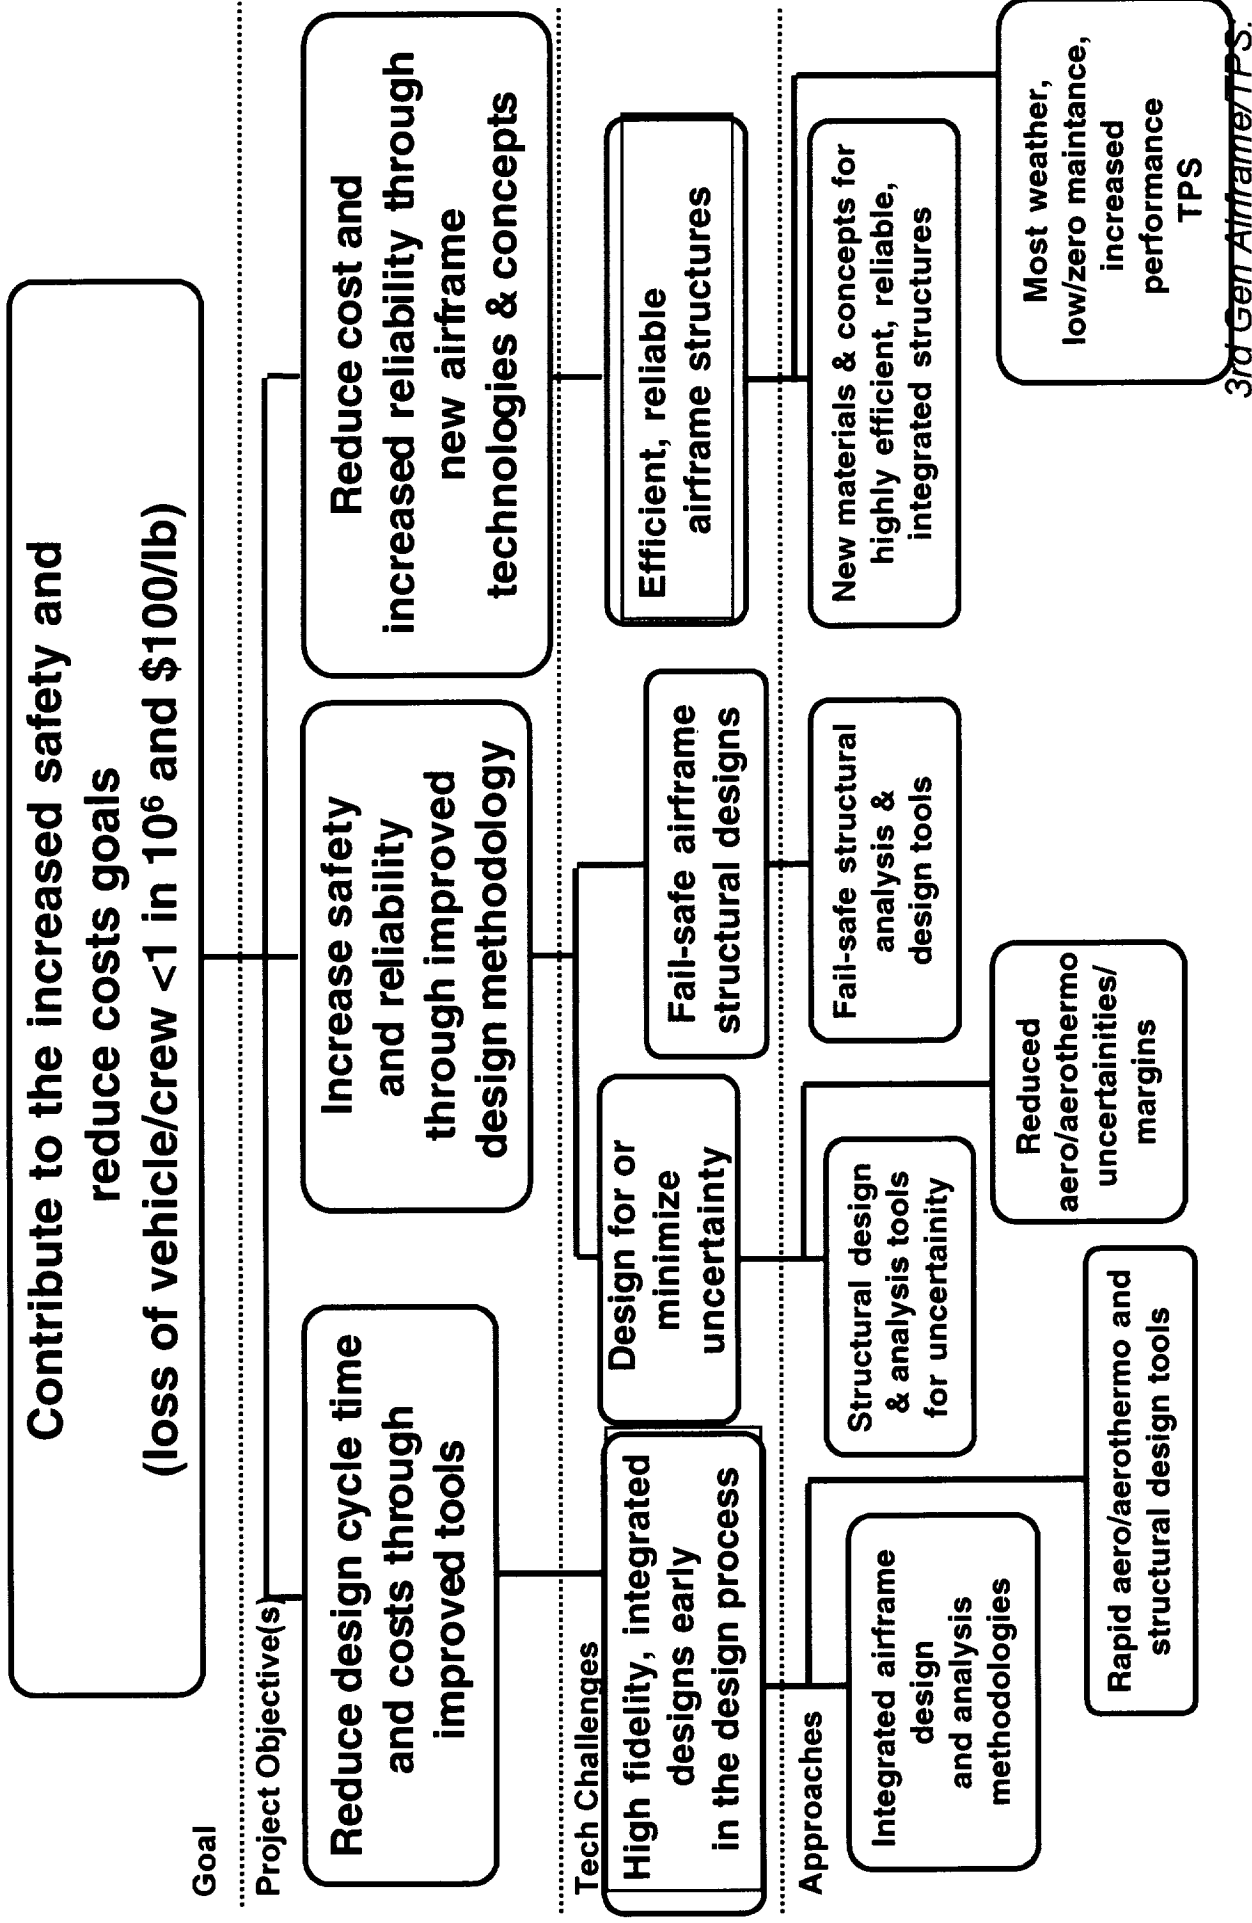 Contribute to the increased safety and
reduce costs goals
(loss of vehicle/crew <1 in 10⁶ and $100/lb)
Goal
Project Objective(s)
Reduce design cycle time
and costs through
improved tools
Increase safety
and reliability
through improved
design methodology
Reduce cost and
increased reliability through
new airframe
technologies & concepts
Tech Challenges
High fidelity, integrated
designs early
in the design process
Design for or
minimize
uncertainty
Fail-safe airframe
structural designs
Efficient, reliable
airframe structures
Approaches
Integrated airframe
design
and analysis
methodologies
Rapid aero/aerothermo and
structural design tools
Structural design
& analysis tools
for uncertainity
Reduced
aero/aerothermo
uncertainities/
margins
Fail-safe structural
analysis &
design tools
New materials & concepts for
highly efficient, reliable,
integrated structures
Most weather,
low/zero maintance,
increased
performance
TPS
3rd Gen Airframe/TPS.